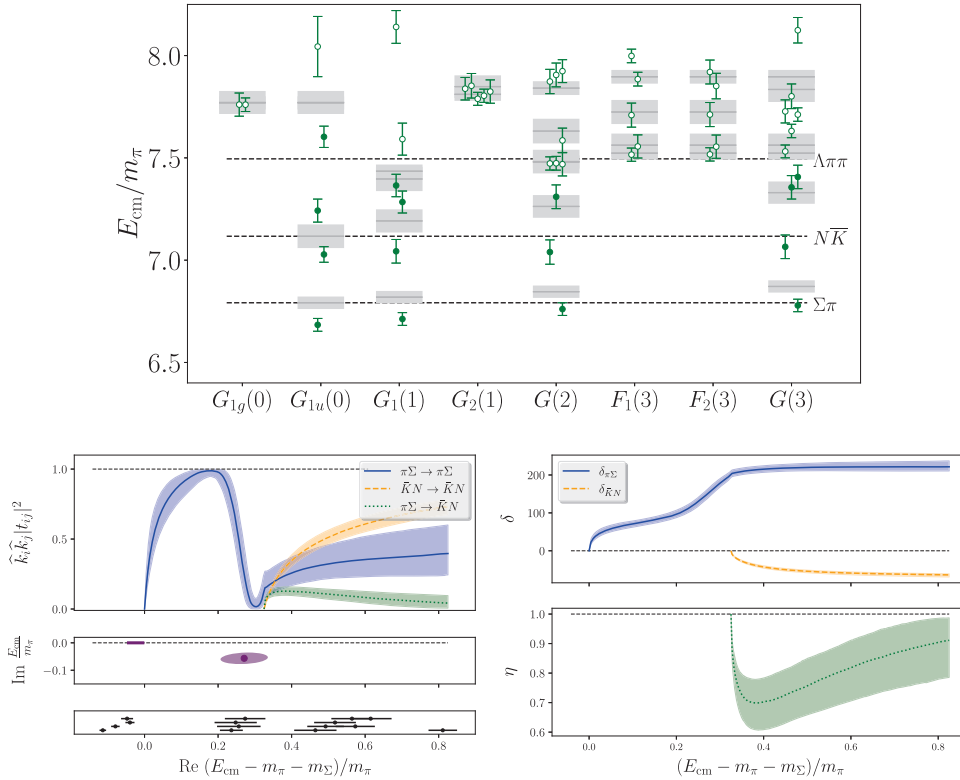 8.0
7.5
7.0
6.5
E_cm/m_π
Λππ
NK̅
Σπ
G_1g(0) G_1u(0) G_1(1) G_2(1) G(2) F_1(3) F_2(3) G(3)
1.0
0.5
0.0
k̂_i k̂_j |t_ij|^2
πΣ → πΣ
K̄N → K̄N
πΣ → K̄N
0.0
−0.1
Im E_cm/m_π
0.0 0.2 0.4 0.6 0.8
Re (E_cm − m_π − m_Σ)/m_π
200
100
0
δ
δ_πΣ
δ_K̄N
1.0
0.9
0.8
0.7
0.6
η
0.0 0.2 0.4 0.6 0.8
(E_cm − m_π − m_Σ)/m_π